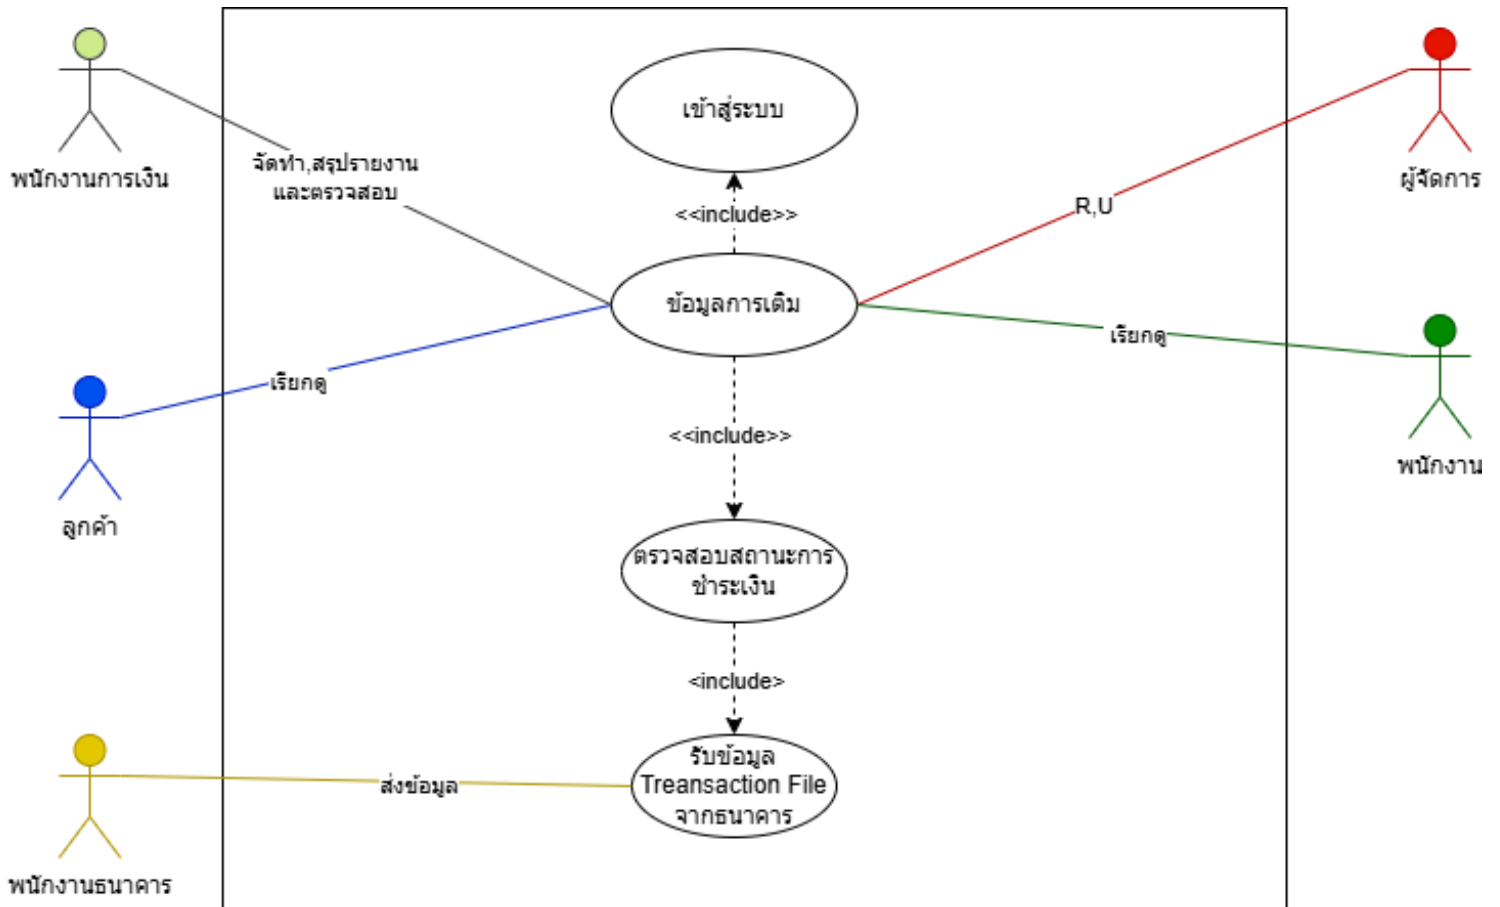 เข้าสู่ระบบ
จัดทำ,สรุปรายงาน
และตรวจสอบ
พนักงานการเงิน
ผู้จัดการ
<<include>>
R,U
ข้อมูลการเติม
เรียกดู
เรียกดู
<<include>>
พนักงาน
ลูกค้า
ตรวจสอบสถานะการ
ชำระเงิน
<include>
รับข้อมูล
Treansaction File
จากธนาคาร
ส่งข้อมูล
พนักงานธนาคาร